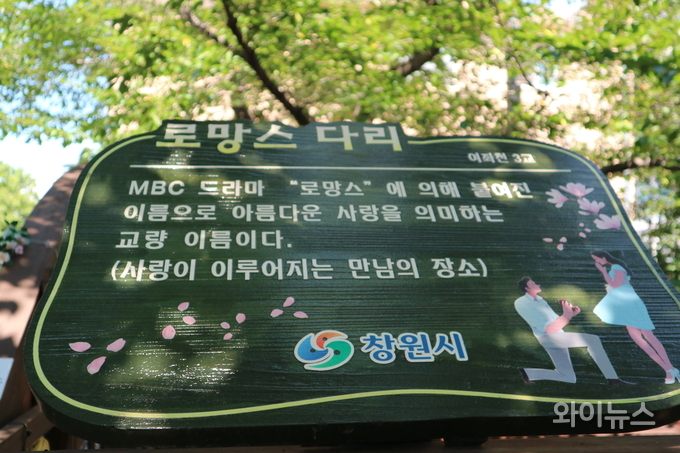 로망스 다리
여좌천 3교
MBC 드라마 “로망스” 에 의해 붙여진
이름으로 아름다운 사랑을 의미하는
교량 이름이다.
(사랑이 이루어지는 만남의 장소)
창원시
와이뉴스